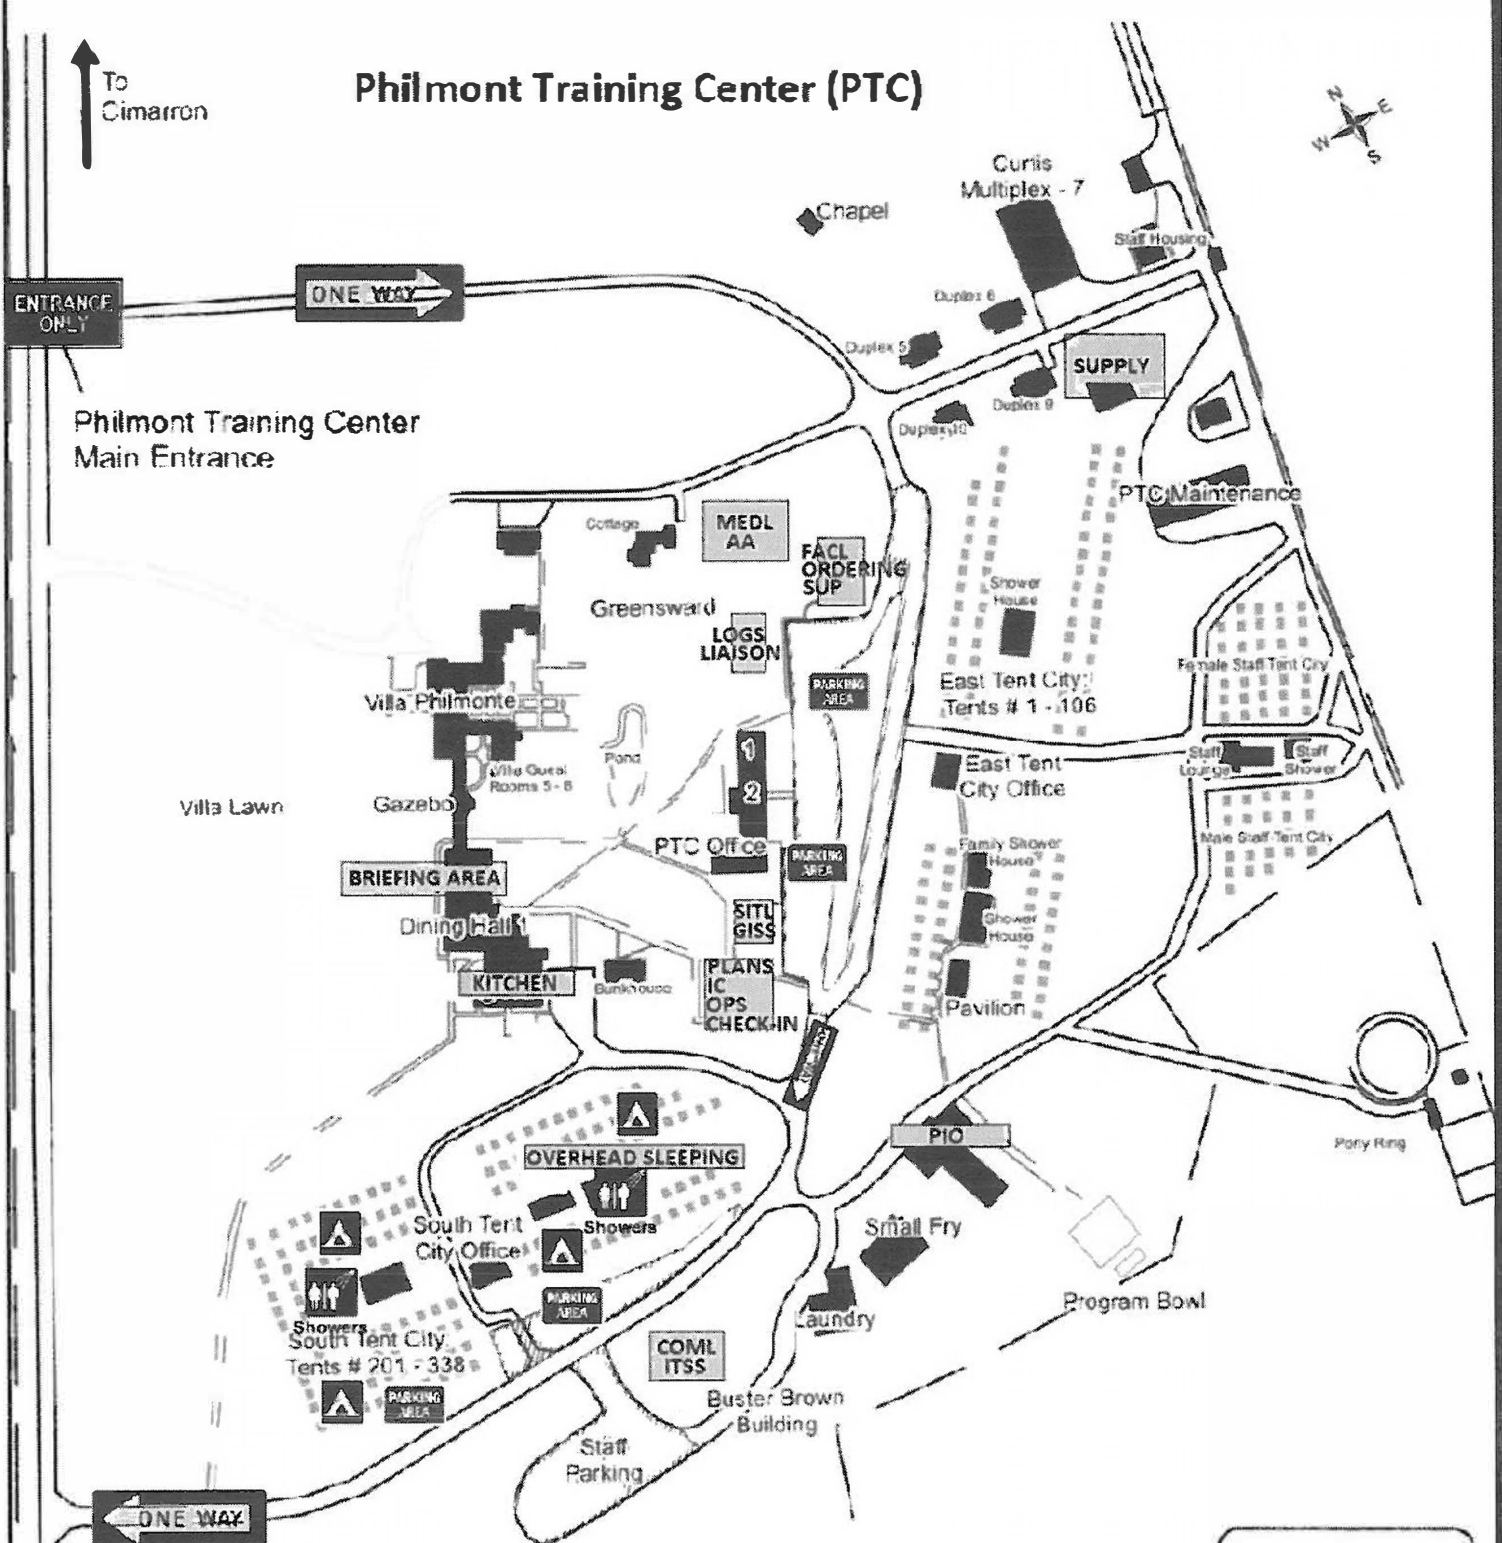 Philmont Training Center (PTC)
To
Cimarron
N
E
W
S
Curtis
Multiplex - 7
Chapel
Staff Housing
ENTRANCE
ONLY
ONE WAY
Duplex 6
Duplex 5
SUPPLY
Duplex 9
Duplex 10
Philmont Training Center
Main Entrance
PTC Maintenance
Cottage
MEDL
AA
FACL
ORDERING
SUP
Shower
House
Greensward
LOGS
LIAISON
Female Staff Tent City
PARKING
AREA
East Tent City:
Tents # 1 - 106
Villa Philmonte
Villa Guest
Rooms 5 - 6
Pond
1
2
Staff
Lounge
Staff
Shower
East Tent
City Office
Villa Lawn
Gazebo
PTC Office
PARKING
AREA
Family Shower
House
Male Staff Tent City
BRIEFING AREA
Dining Hall 1
SITL
GISS
Shower
House
KITCHEN
Bunkhouse
PLANS
IC
OPS
CHECK-IN
Pavilion
ONE WAY
PIO
Pony Ring
OVERHEAD SLEEPING
Showers
South Tent
City Office
Small Fry
Showers
South Tent City:
Tents # 201 - 338
PARKING
AREA
Laundry
Program Bowl
COML
ITSS
PARKING
AREA
Buster Brown
Building
Staff
Parking
ONE WAY